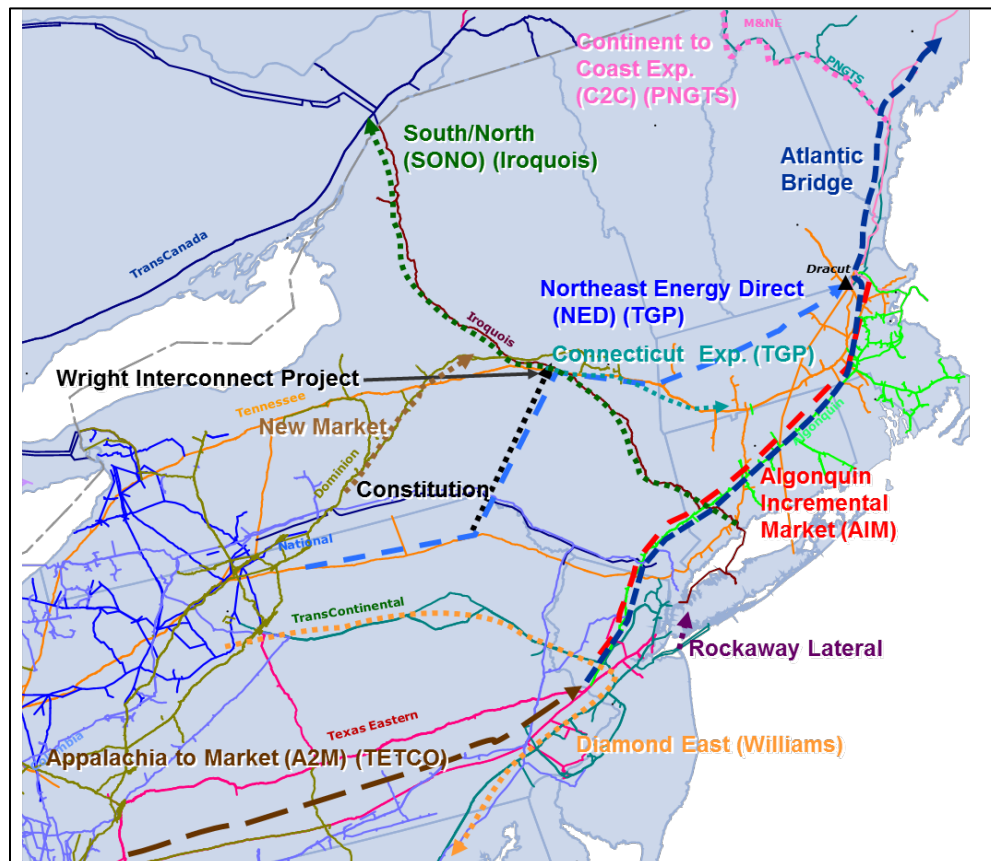 M&NE
Continent to
Coast Exp.
(C2C) (PNGTS)
PNGTS
South/North
(SONO) (Iroquois)
Atlantic
Bridge
TransCanada
Dracut
Northeast Energy Direct
(NED) (TGP)
Iroquois
Connecticut Exp. (TGP)
Wright Interconnect Project
Tennessee
New Market
Algonquin
Dominion
Constitution
Algonquin
Incremental
Market (AIM)
National
TransContinental
Rockaway Lateral
Texas Eastern
Diamond East (Williams)
Appalachia to Market (A2M) (TETCO)